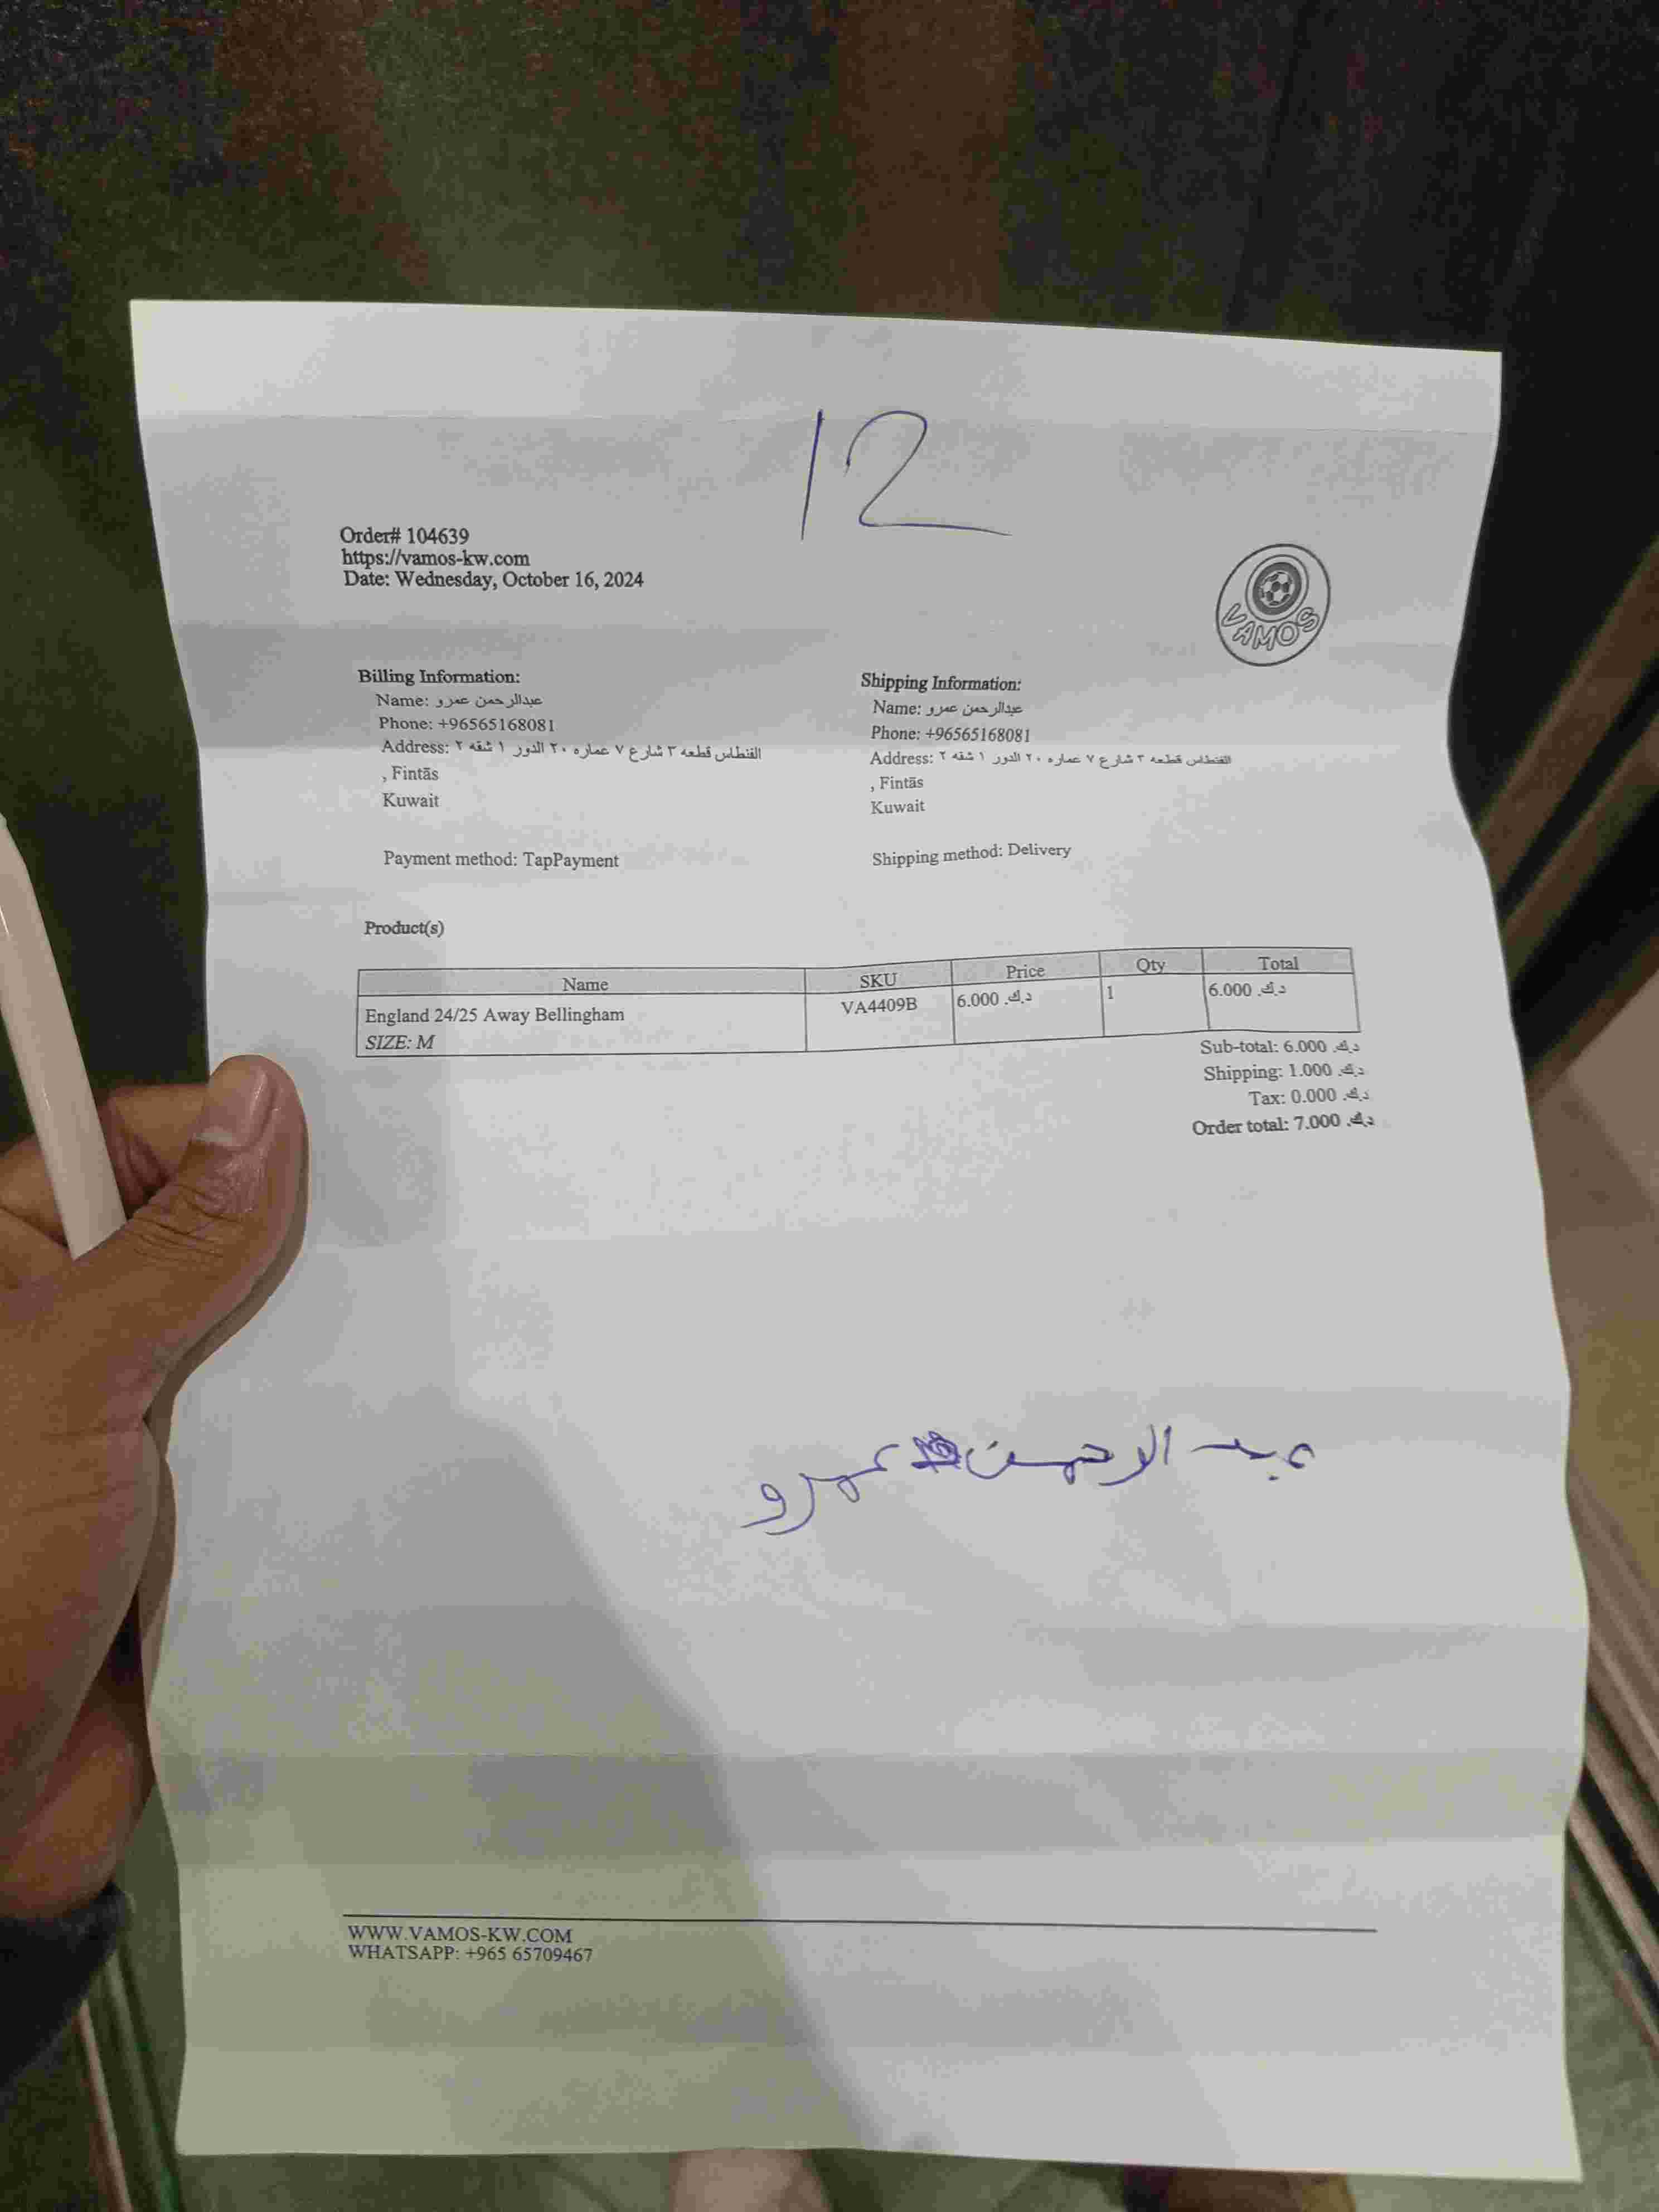 12
Order# 104639
https://vamos-kw.com
Date: Wednesday, October 16, 2024
VAMOS
Billing Information:
Name: عبدالرحمن عمرو
Phone: +96565168081
Address: الفنطاس قطعه ٣ شارع ٧ عماره ٢٠ الدور ١ شقه ٢
, Fintās
Kuwait
Payment method: TapPayment
Shipping Information:
Name: عبدالرحمن عمرو
Phone: +96565168081
Address: الفنطاس قطعه ٣ شارع ٧ عماره ٢٠ الدور ١ شقه ٢
, Fintās
Kuwait
Shipping method: Delivery
Product(s)
Name SKU Price Qty Total
England 24/25 Away Bellingham VA4409B 6.000 د.ك. 1 6.000 د.ك.
SIZE: M
Sub-total: 6.000 د.ك.
Shipping: 1.000 د.ك.
Tax: 0.000 د.ك.
Order total: 7.000 د.ك.
عبد الرحمن عمرو
WWW.VAMOS-KW.COM
WHATSAPP: +965 65709467